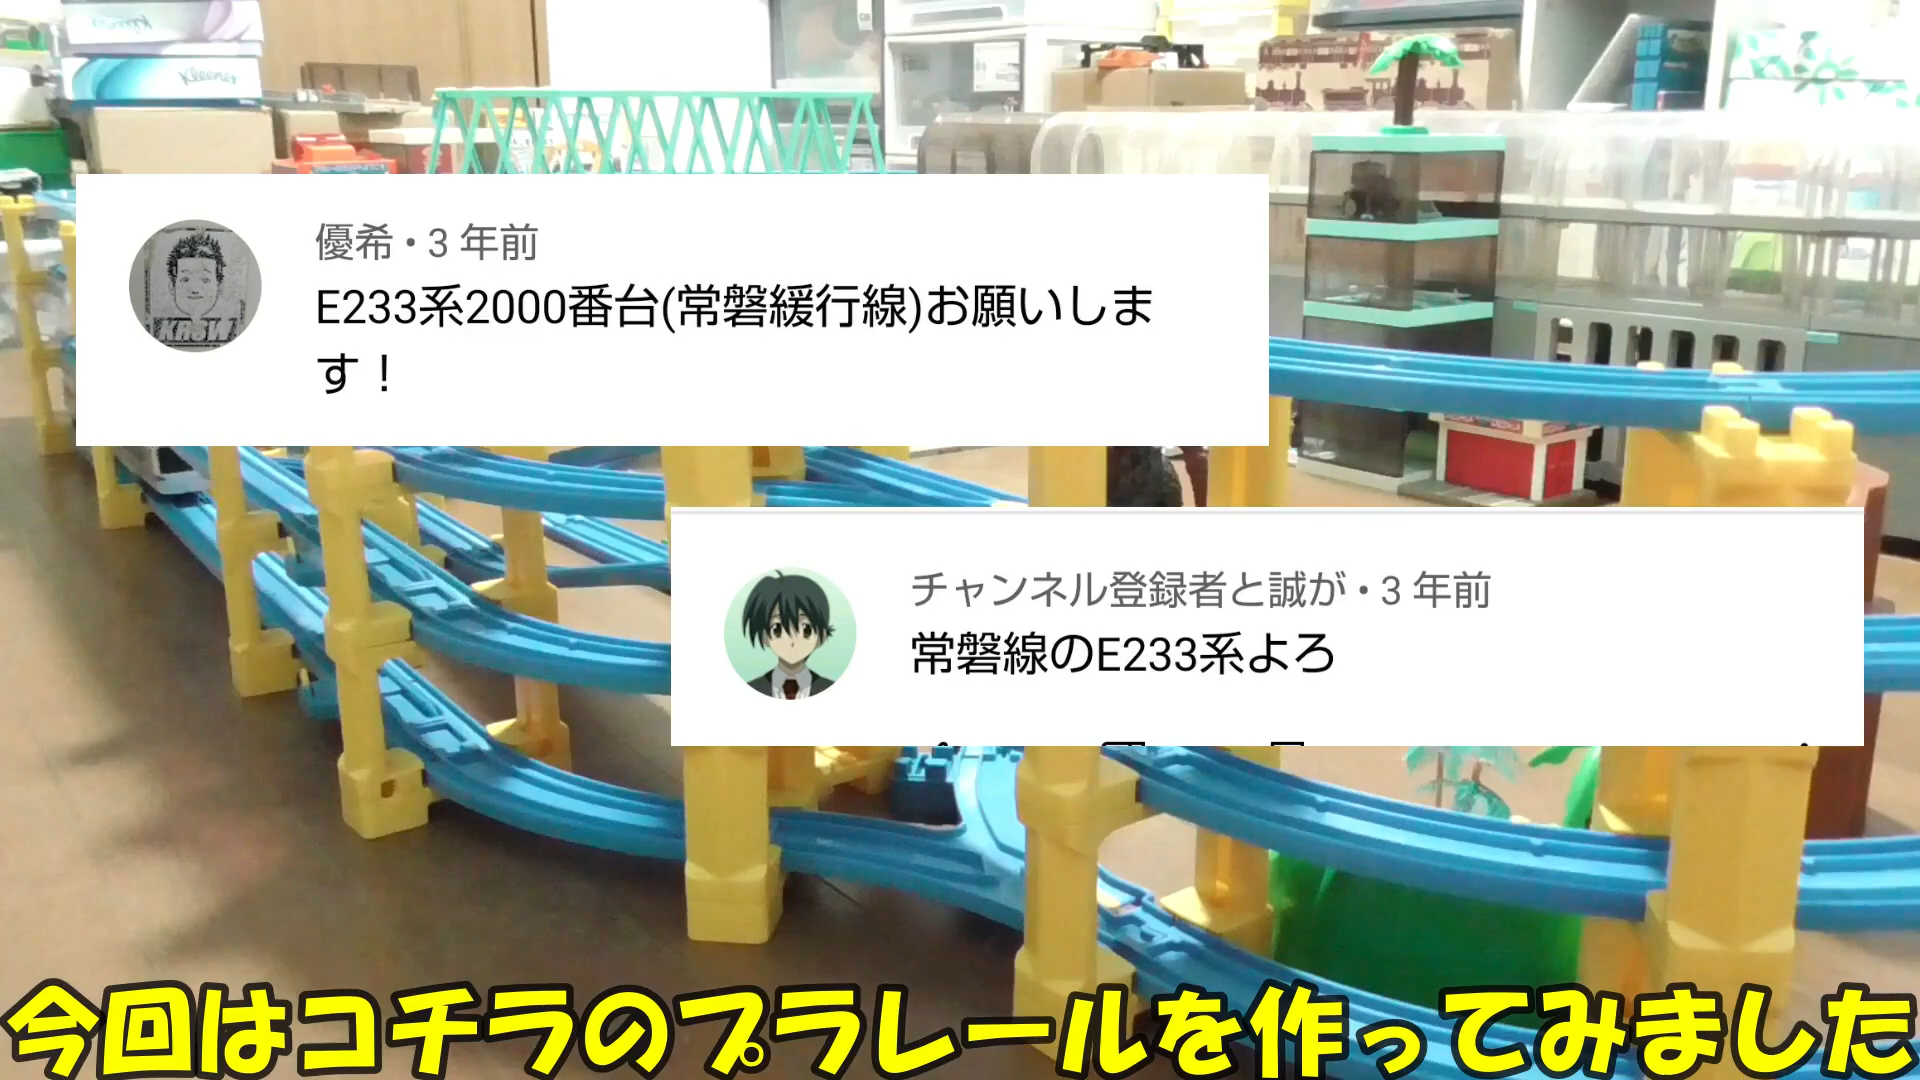 Kleenex
優希・3 年前
E233系2000番台(常磐緩行線)お願いしま
す！
KRSW
チャンネル登録者と誠が・3 年前
常磐線のE233系よろ
今回はコチラのプラレールを作ってみました